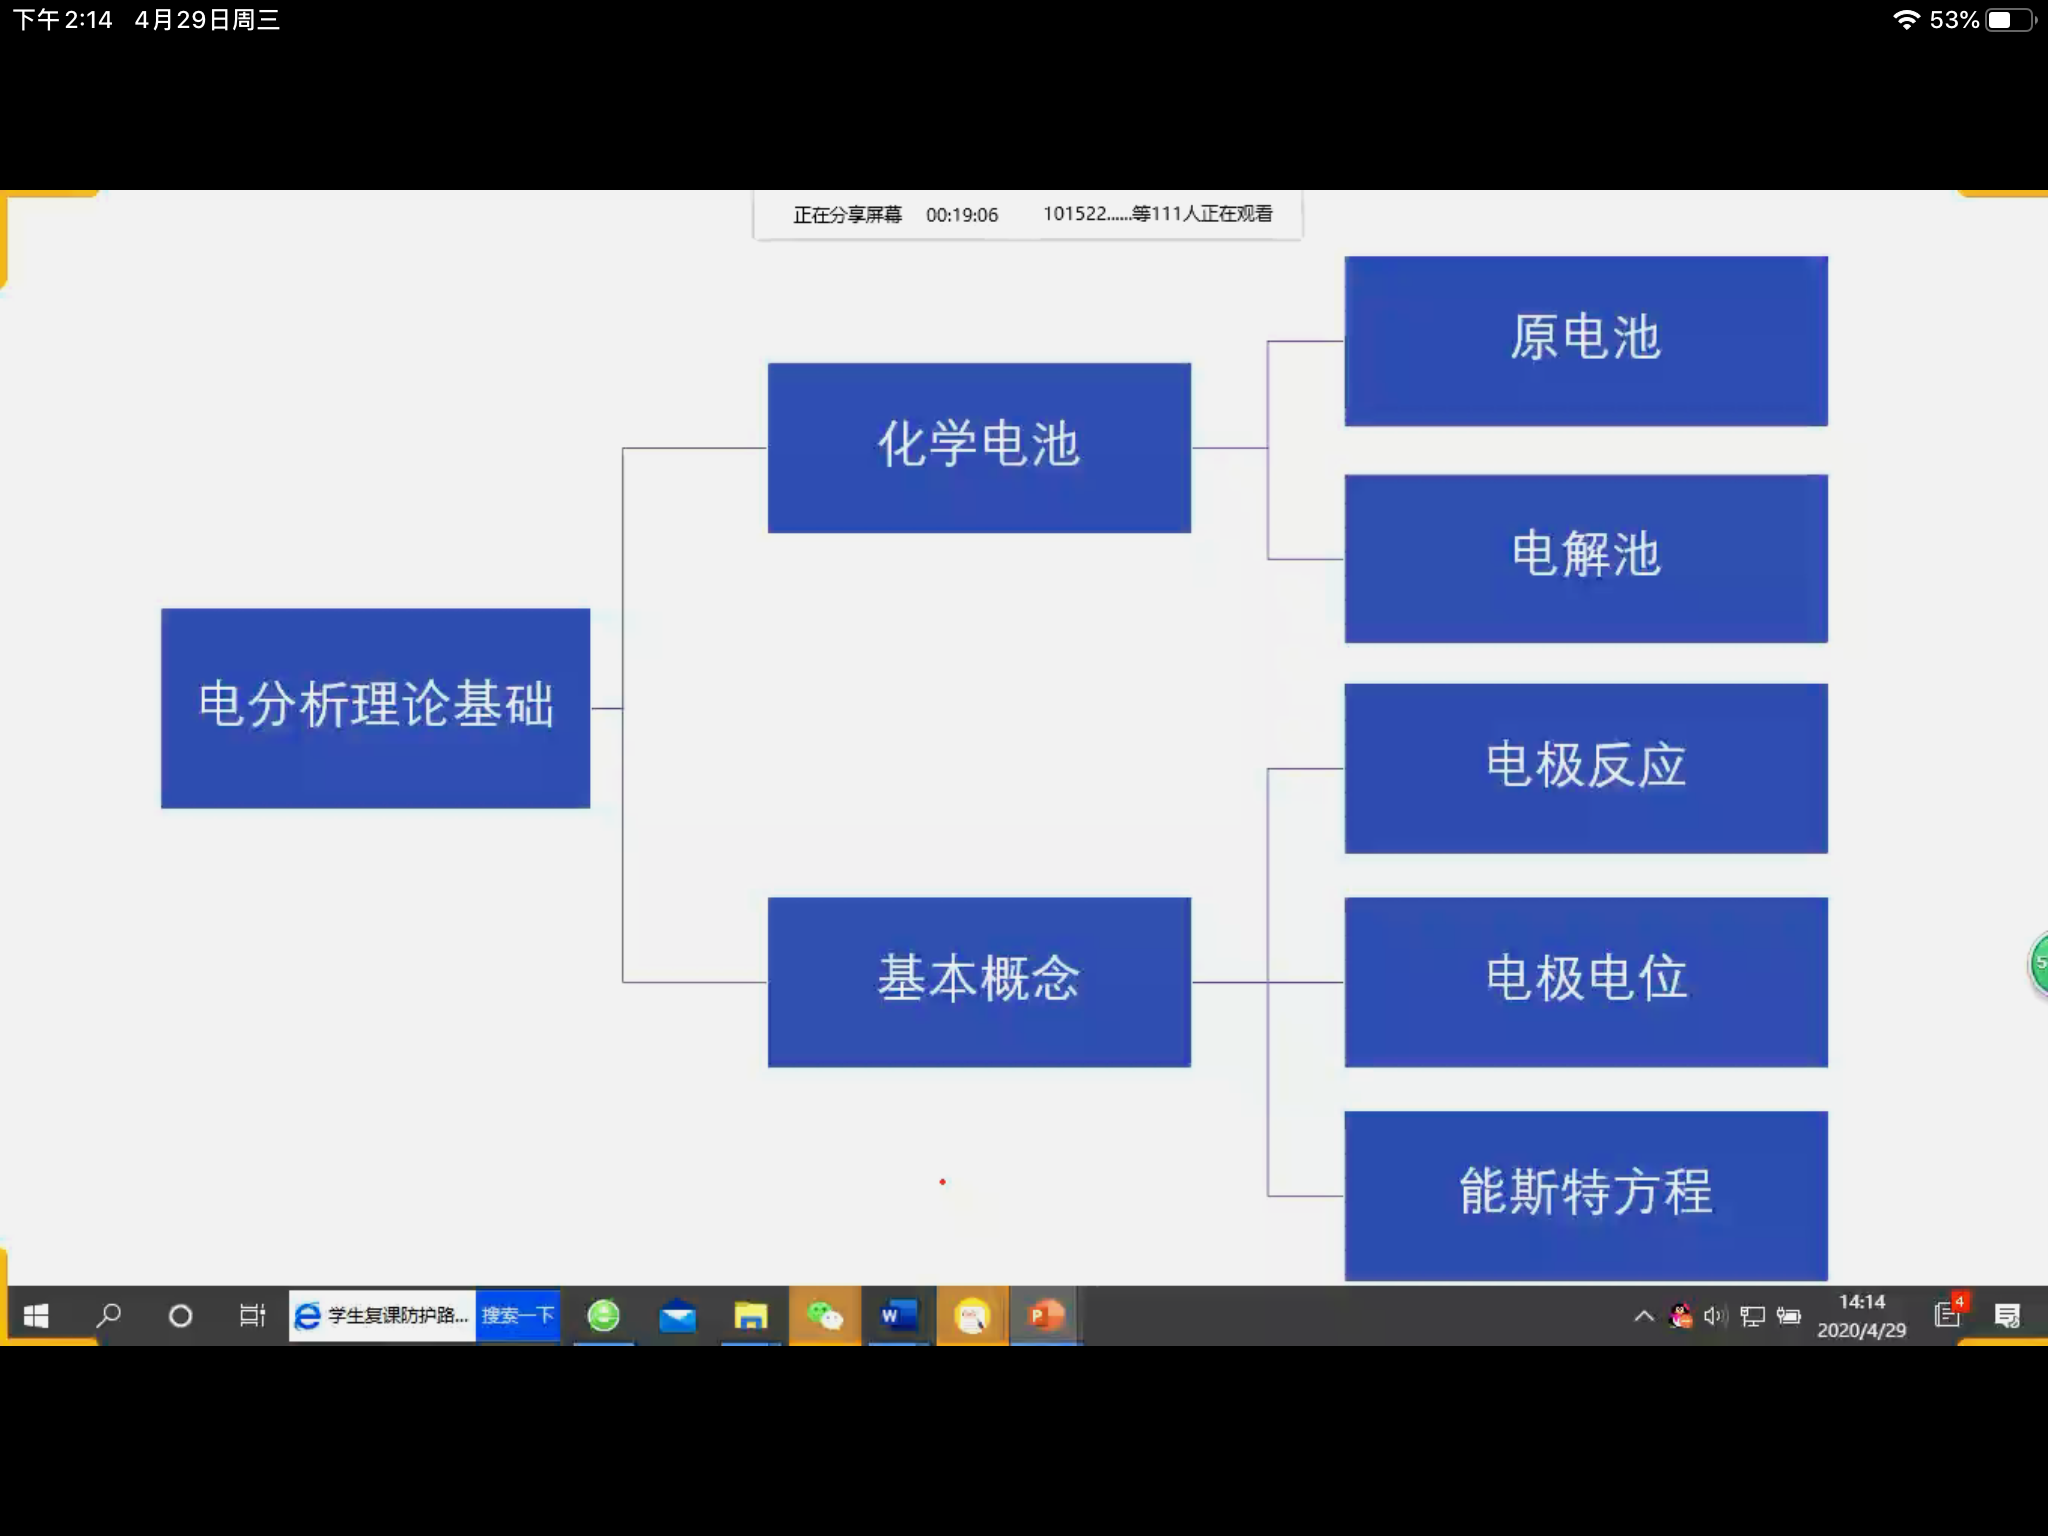 下午2:14 4月29日周三
53%
正在分享屏幕 00:19:06 101522......等111人正在观看
原电池
化学电池
电解池
电分析理论基础
电极反应
基本概念
电极电位
能斯特方程
学生复课防护路... 搜索一下
W
P
4
14:14
2020/4/29